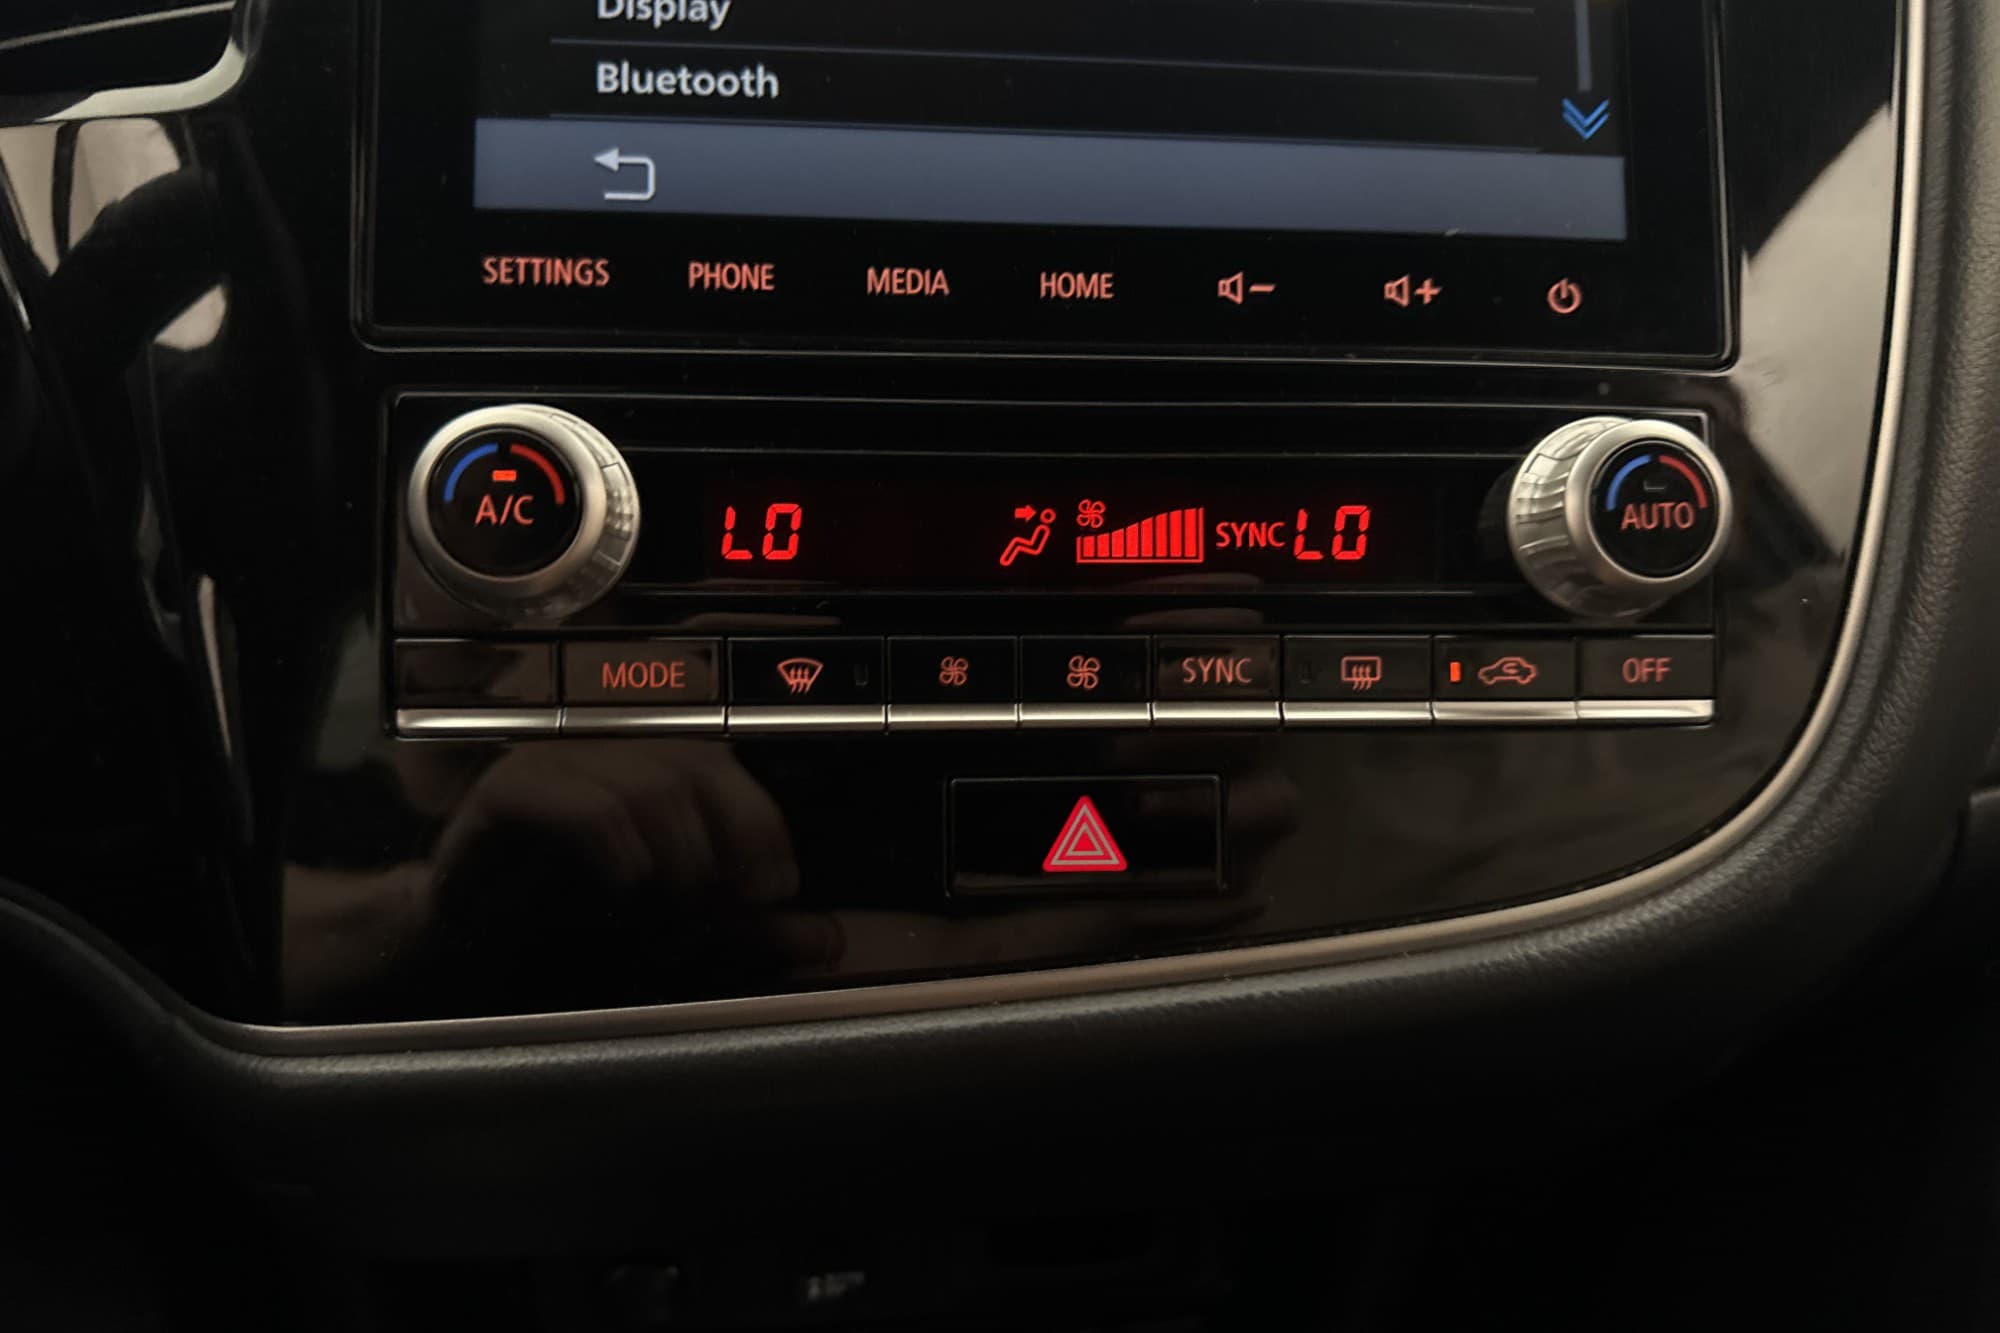 Display
Bluetooth
SETTINGS PHONE MEDIA HOME
A/C LO SYNC LO AUTO
MODE SYNC OFF